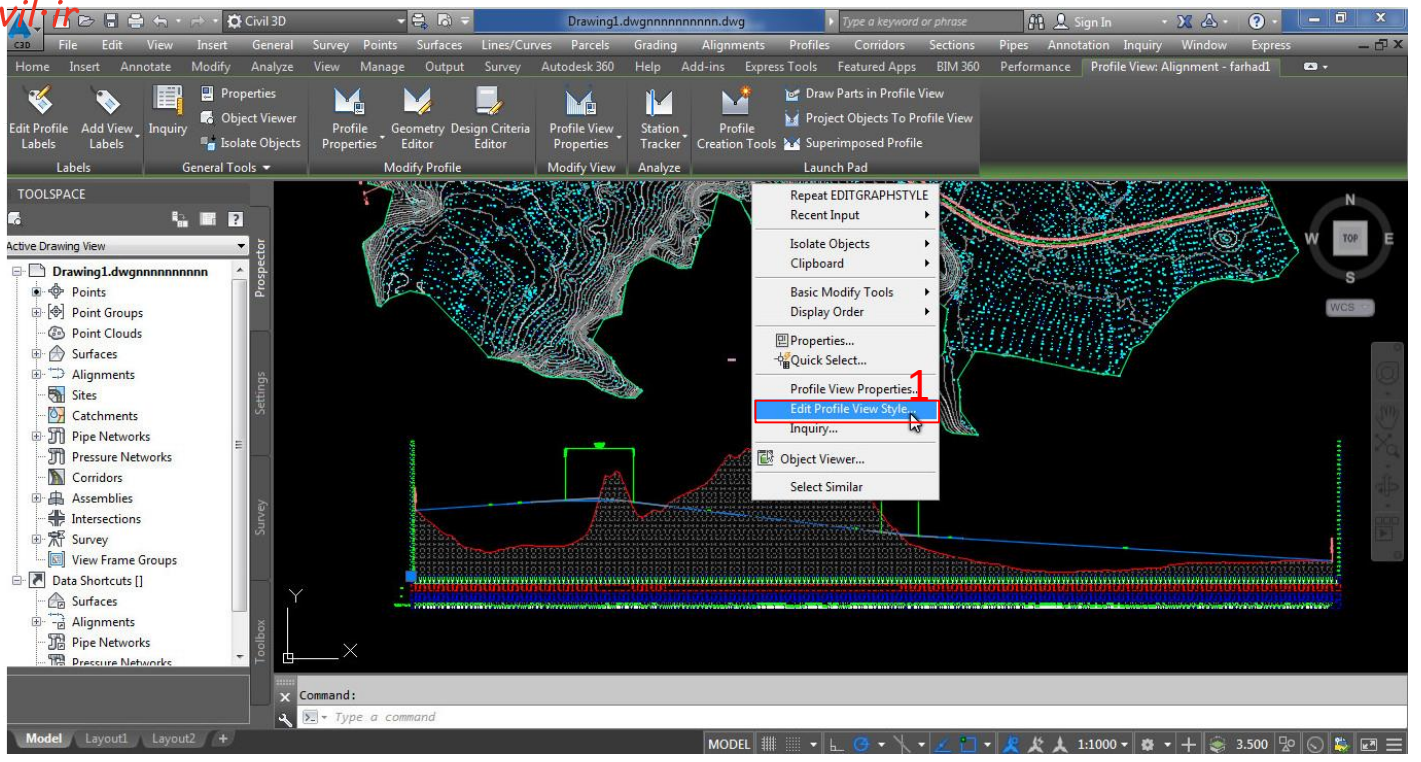 vil.ir
Civil 3D
Drawing1.dwgnnnnnnnnnn.dwg
Type a keyword or phrase
Sign In
C3D
File Edit View Insert General Survey Points Surfaces Lines/Curves Parcels Grading Alignments Profiles Corridors Sections Pipes Annotation Inquiry Window Express
Home Insert Annotate Modify Analyze View Manage Output Survey Autodesk 360 Help Add-ins Express Tools Featured Apps BIM 360 Performance Profile View: Alignment - farhad1
Edit Profile Labels
Add View Labels
Inquiry
Properties
Object Viewer
Isolate Objects
Profile Properties
Geometry Editor
Design Criteria Editor
Profile View Properties
Station Tracker
Profile Creation Tools
Draw Parts in Profile View
Project Objects To Profile View
Superimposed Profile
Labels General Tools Modify Profile Modify View Analyze Launch Pad
TOOLSPACE
Active Drawing View
Drawing1.dwgnnnnnnnnnn
Points
Point Groups
Point Clouds
Surfaces
Alignments
Sites
Catchments
Pipe Networks
Pressure Networks
Corridors
Assemblies
Intersections
Survey
View Frame Groups
Data Shortcuts []
Surfaces
Alignments
Pipe Networks
Pressure Networks
Prospector
Settings
Survey
Toolbox
Repeat EDITGRAPHSTYLE
Recent Input
Isolate Objects
Clipboard
Basic Modify Tools
Display Order
Properties...
Quick Select...
Profile View Properties...
1
Edit Profile View Style...
Inquiry...
Object Viewer...
Select Similar
N
W TOP E
S
WCS
Y
X
Command:
Type a command
Model Layout1 Layout2 +
MODEL 1:1000 3.500